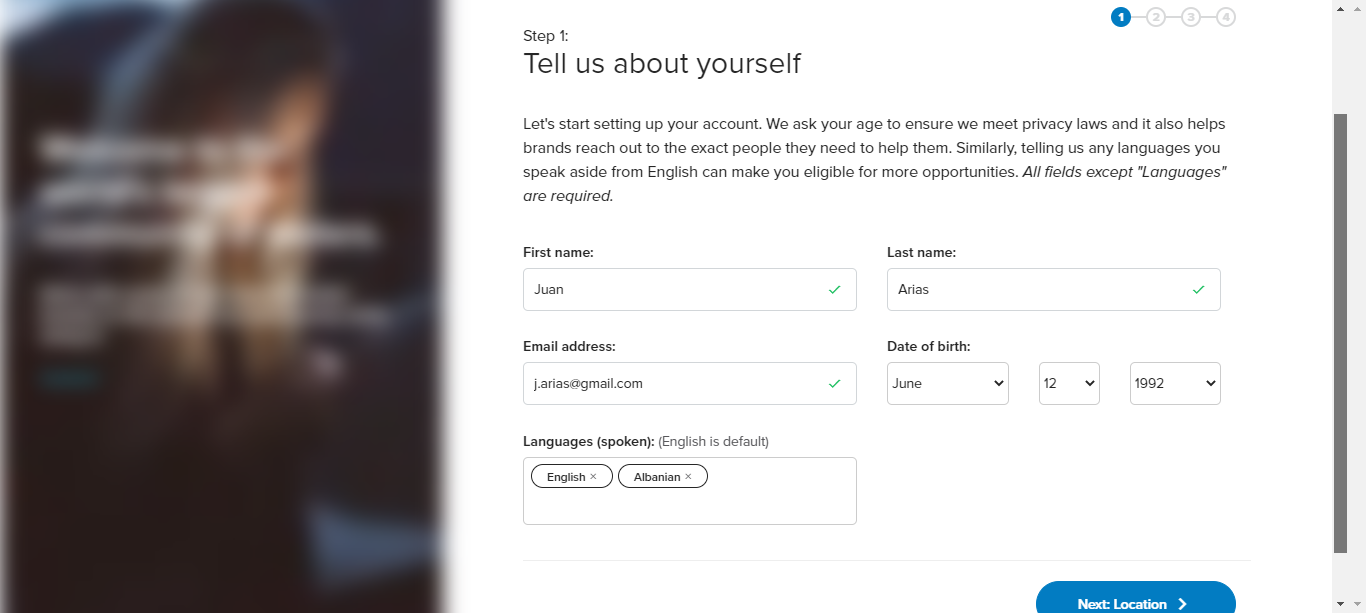 1 2 3 4
Step 1:
Tell us about yourself
Let's start setting up your account. We ask your age to ensure we meet privacy laws and it also helps
brands reach out to the exact people they need to help them. Similarly, telling us any languages you
speak aside from English can make you eligible for more opportunities. All fields except "Languages"
are required.
First name: Last name:
Juan Arias
Email address: Date of birth:
j.arias@gmail.com June 12 1992
Languages (spoken): (English is default)
English × Albanian ×
Next: Location